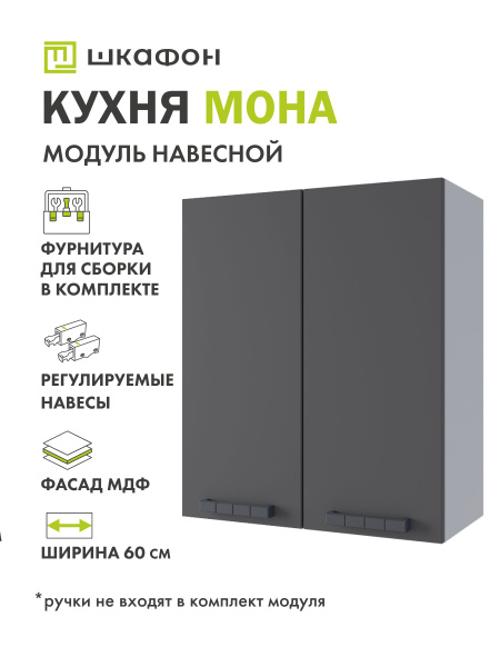 ШКАФОН
КУХНЯ МОНА
МОДУЛЬ НАВЕСНОЙ
ФУРНИТУРА
ДЛЯ СБОРКИ
В КОМПЛЕКТЕ
РЕГУЛИРУЕМЫЕ
НАВЕСЫ
ФАСАД МДФ
ШИРИНА 60 СМ
*ручки не входят в комплект модуля